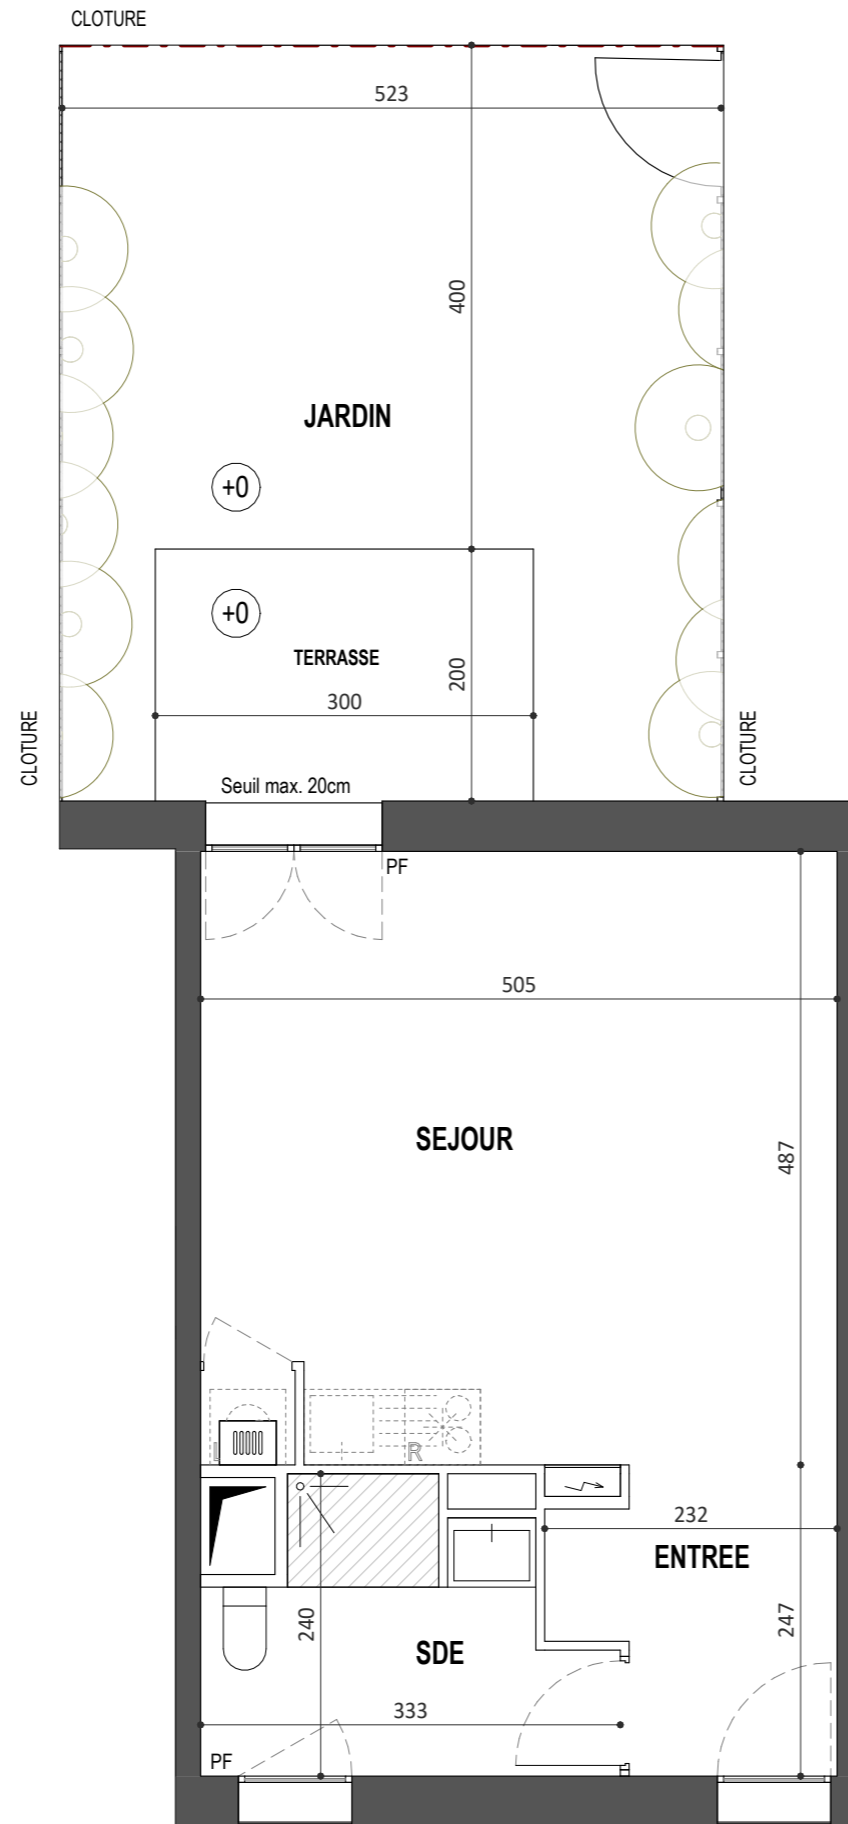 CLOTURE
523
400
JARDIN
+0
+0
TERRASSE
200
300
CLOTURE
CLOTURE
Seuil max. 20cm
PF
505
SEJOUR
487
R
232
ENTREE
240
247
SDE
333
PF